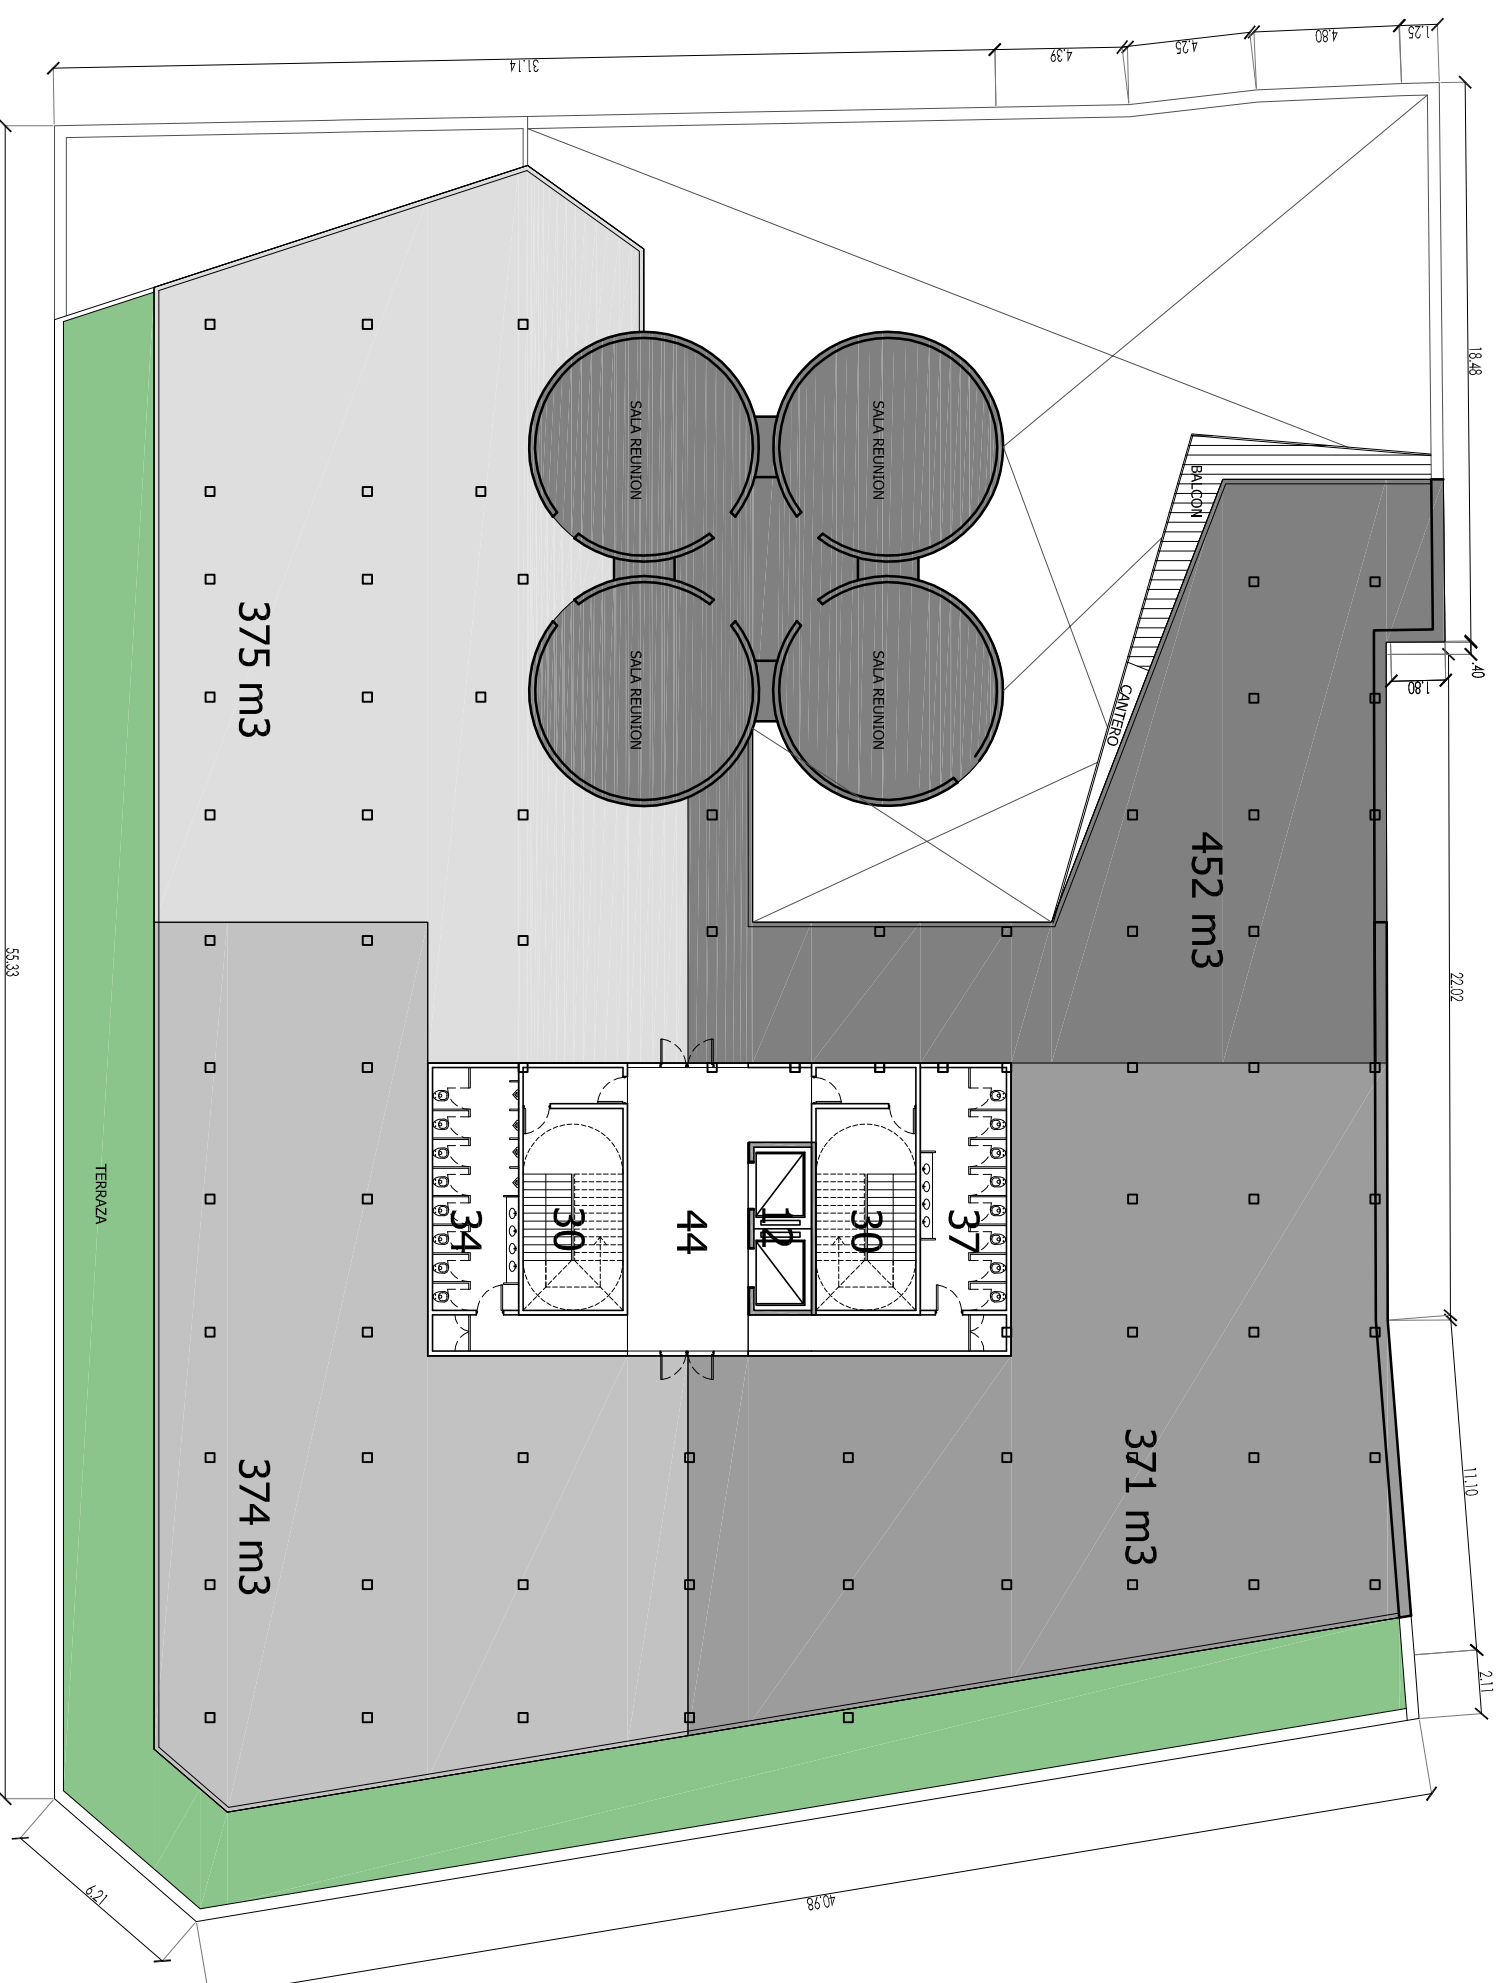 31.14
4.39
4.25
4.80
1.25
18.48
.40
1.80
55.33
22.02
SALA REUNION
SALA REUNION
SALA REUNION
SALA REUNION
BALCON
CANTERO
375 m3
452 m3
TERRAZA
34
30
44
12
30
37
374 m3
371 m3
11.10
2.11
6.21
40.98